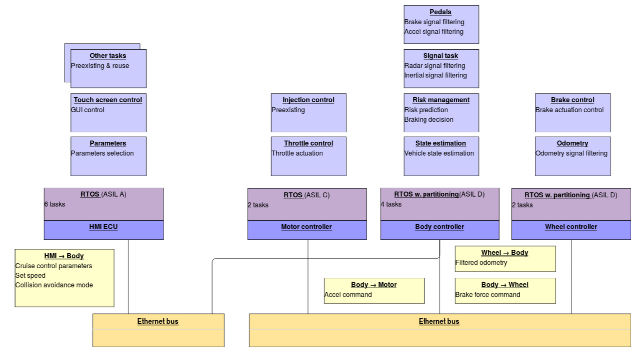 Pedals
Brake signal filtering
Accel signal filtering
Other tasks
Preexisting & reuse
Signal task
Radar signal filtering
Inertial signal filtering
Touch screen control
GUI control
Injection control
Preexisting
Risk management
Risk prediction
Braking decision
Brake control
Brake actuation control
Parameters
Parameters selection
Throttle control
Throttle actuation
State estimation
Vehicle state estimation
Odometry
Odometry signal filtering
RTOS (ASIL A)
6 tasks
HMI ECU
RTOS (ASIL C)
2 tasks
Motor controller
RTOS w. partitioning(ASIL D)
4 tasks
Body controller
RTOS w. partitioning (ASIL D)
2 tasks
Wheel controller
HMI → Body
Cruise control parameters
Set speed
Collision avoidance mode
Wheel → Body
Filtered odometry
Body → Motor
Accel command
Body → Wheel
Brake force command
Ethernet bus
Ethernet bus